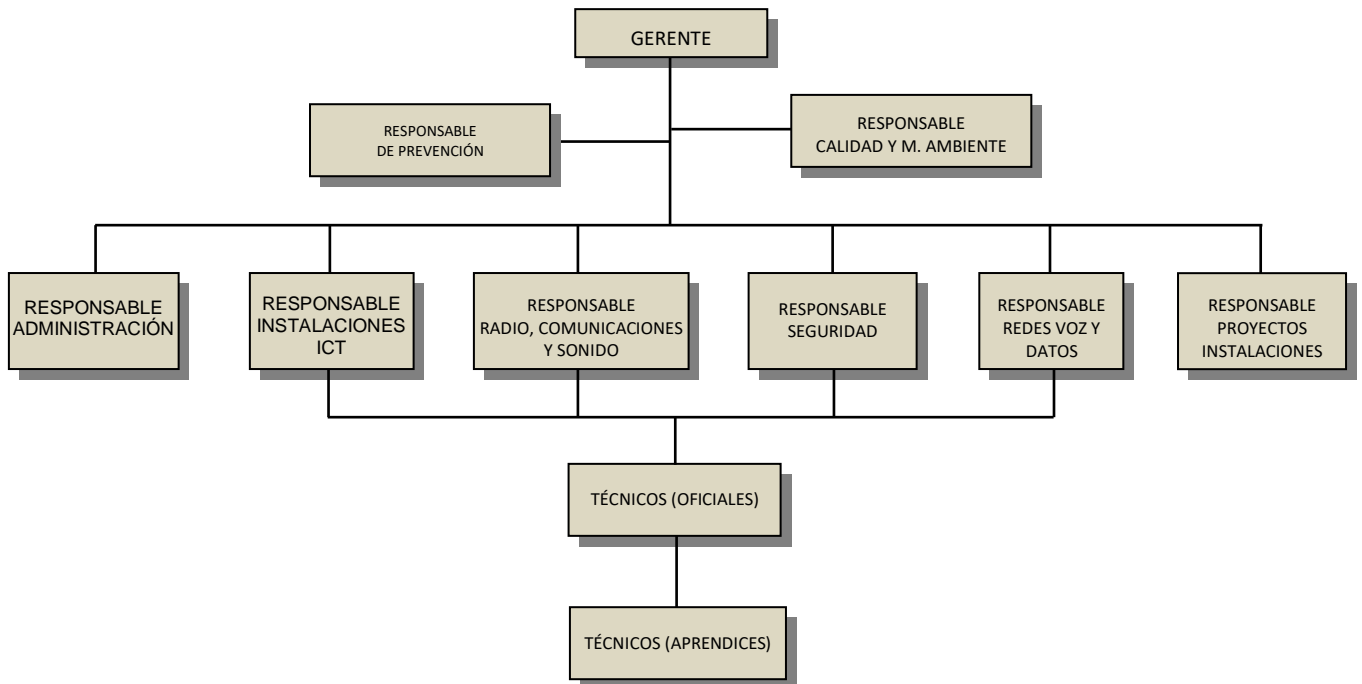 GERENTE
RESPONSABLE
DE PREVENCIÓN
RESPONSABLE
CALIDAD Y M. AMBIENTE
RESPONSABLE
ADMINISTRACIÓN
RESPONSABLE
INSTALACIONES
ICT
RESPONSABLE
RADIO, COMUNICACIONES
Y SONIDO
RESPONSABLE
SEGURIDAD
RESPONSABLE
REDES VOZ Y
DATOS
RESPONSABLE
PROYECTOS
INSTALACIONES
TÉCNICOS (OFICIALES)
TÉCNICOS (APRENDICES)